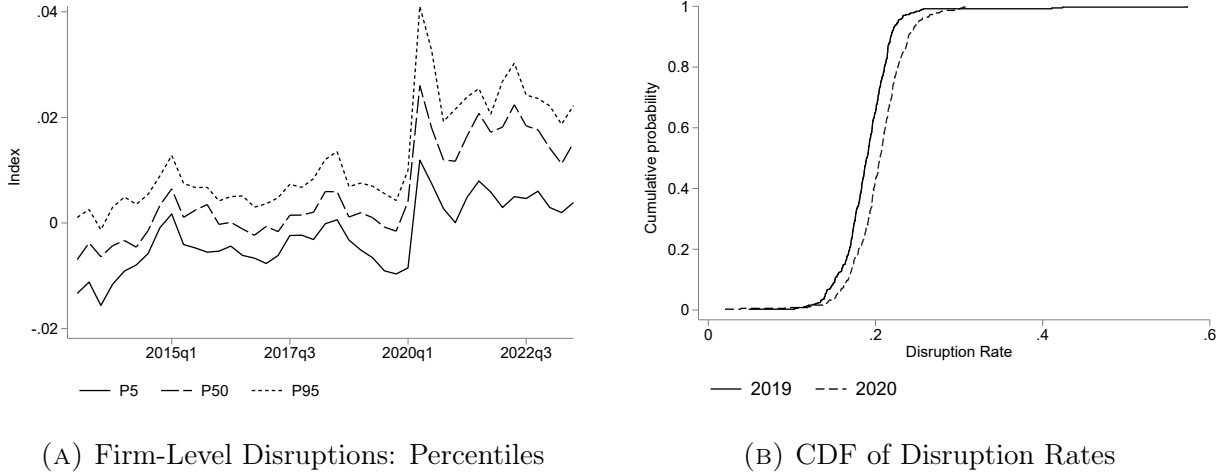 .04
.02
0
-.02
Index
2015q1 2017q3 2020q1 2022q3
P5 P50 P95
(A) Firm-Level Disruptions: Percentiles
1
0.8
0.6
0.4
0.2
0
Cumulative probability
0 .2 .4 .6
Disruption Rate
2019 2020
(B) CDF of Disruption Rates